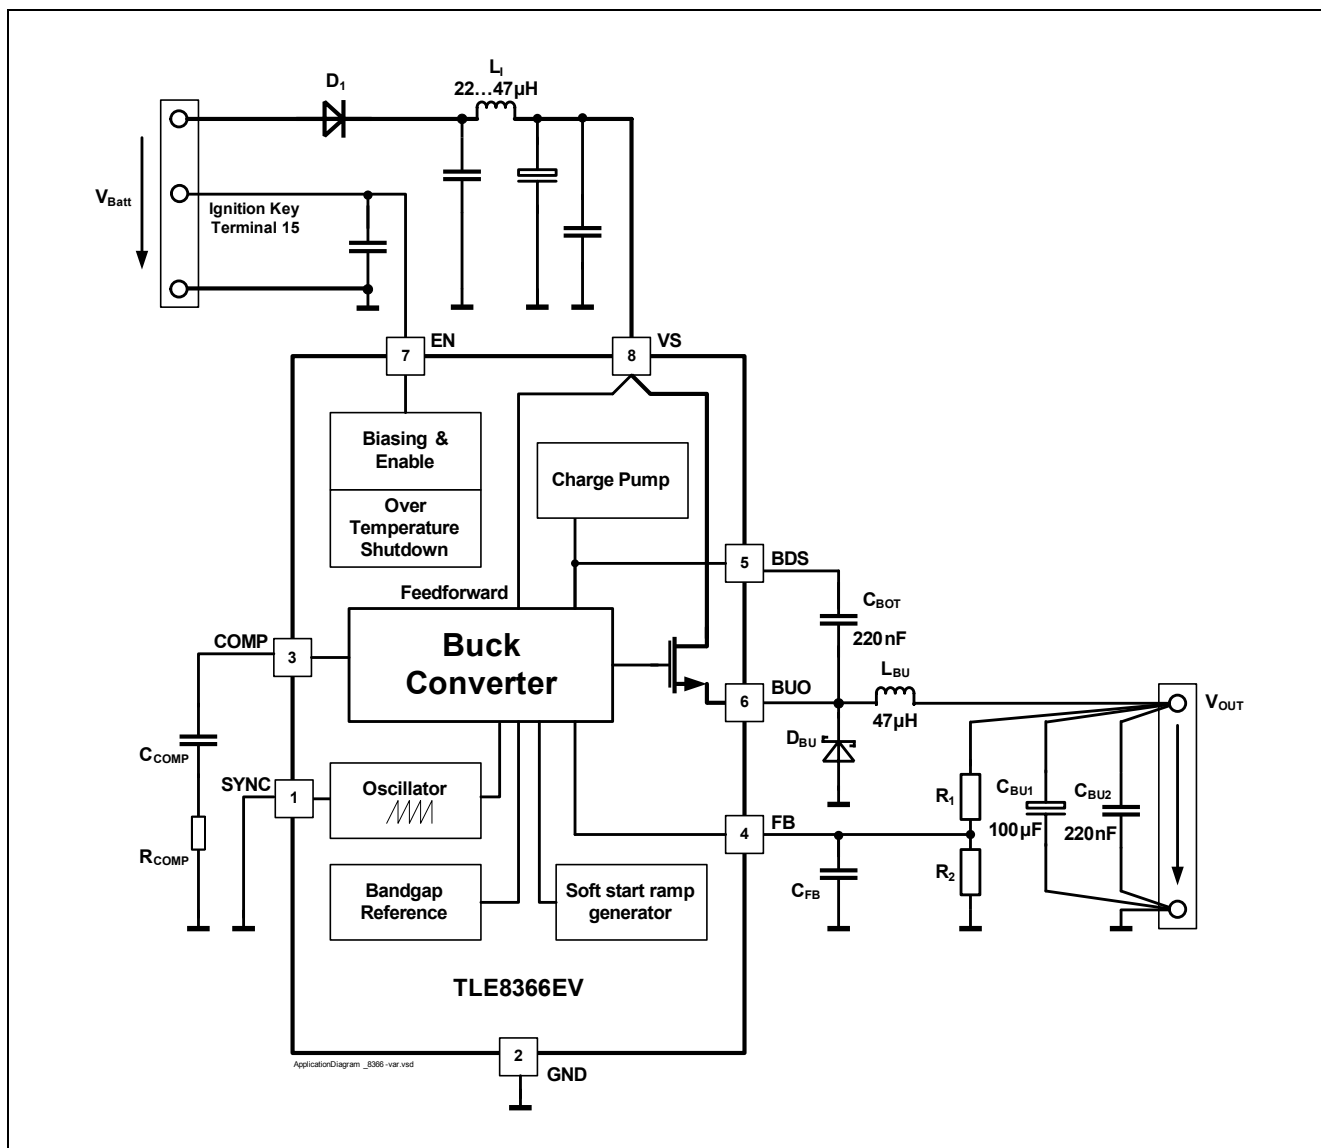 D1
LI
22…47µH
VBatt
Ignition Key
Terminal 15
7
EN
8
VS
Biasing &
Enable
Over
Temperature
Shutdown
Charge Pump
5
BDS
Feedforward
CBOT
220nF
COMP
3
Buck
Converter
LBU
47µH
6
BUO
VOUT
DBU
CCOMP
SYNC
1
Oscillator
R1
CBU1
100µF
CBU2
220nF
4
FB
RCOMP
R2
CFB
Bandgap
Reference
Soft start ramp
generator
TLE8366EV
ApplicationDiagram _8366-var.vsd
2
GND